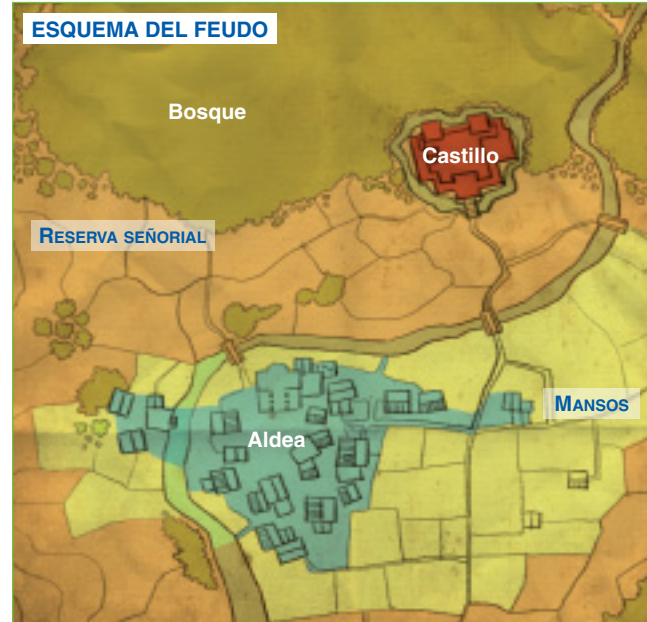 ESQUEMA DEL FEUDO
Bosque
Castillo
RESERVA SEÑORIAL
MANSOS
Aldea